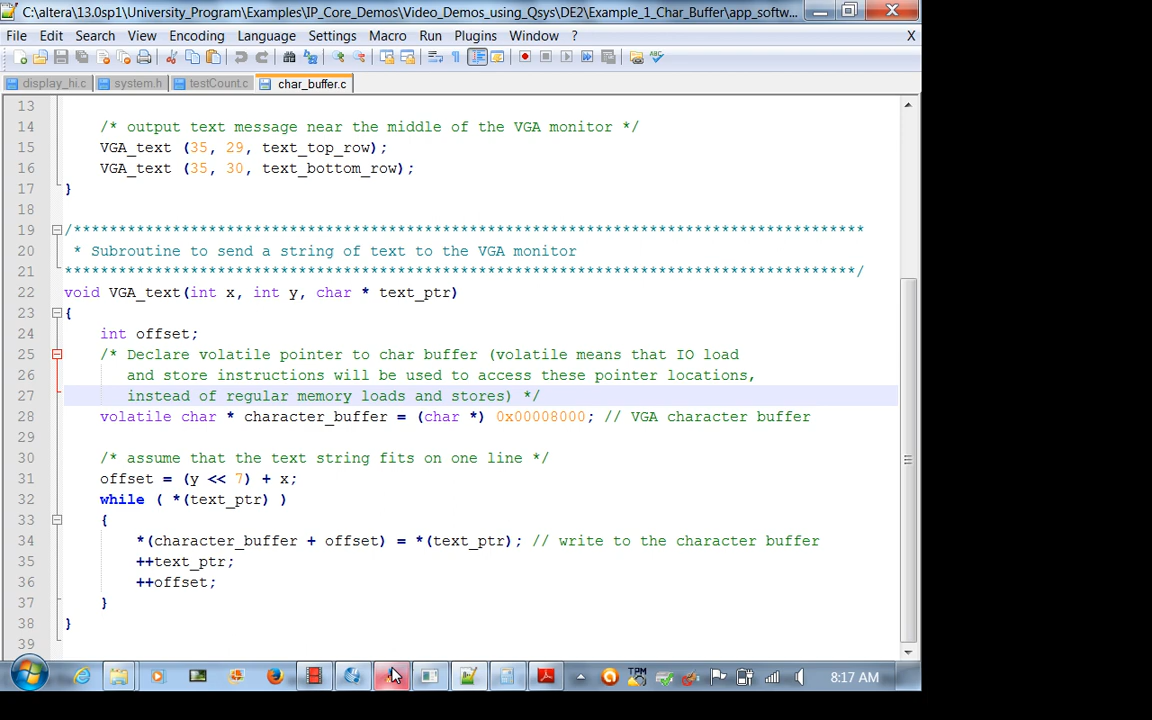 C:\altera\13.0sp1\University_Program\Examples\IP_Core_Demos\Video_Demos_using_Qsys\DE2\Example_1_Char_Buffer\app_softw...
File Edit Search View Encoding Language Settings Macro Run Plugins Window ? X
display_hi.c system.h testCount.c char_buffer.c
13
14 /* output text message near the middle of the VGA monitor */
15 VGA_text (35, 29, text_top_row);
16 VGA_text (35, 30, text_bottom_row);
17 }
18
19 /****************************************************************************************
20 * Subroutine to send a string of text to the VGA monitor
21 ****************************************************************************************/
22 void VGA_text(int x, int y, char * text_ptr)
23 {
24 int offset;
25 /* Declare volatile pointer to char buffer (volatile means that IO load
26 and store instructions will be used to access these pointer locations,
27 instead of regular memory loads and stores) */
28 volatile char * character_buffer = (char *) 0x00008000; // VGA character buffer
29
30 /* assume that the text string fits on one line */
31 offset = (y << 7) + x;
32 while ( *(text_ptr) )
33 {
34 *(character_buffer + offset) = *(text_ptr); // write to the character buffer
35 ++text_ptr;
36 ++offset;
37 }
38 }
39
8:17 AM